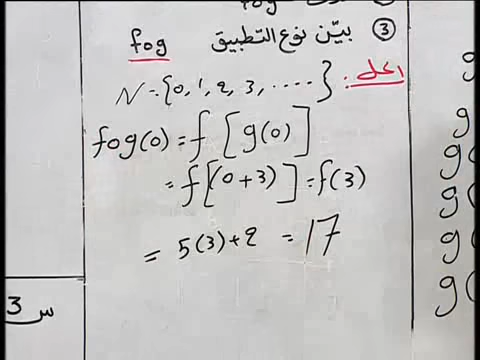 fog
③ بيّن نوع التطبيق fog
الحل:
N = {0, 1, 2, 3, ....}
fog(0) = f [g(0)]
= f[(0+3)] = f(3)
= 5(3)+2 = 17
س3
g
g
g(
g(
g(
g(